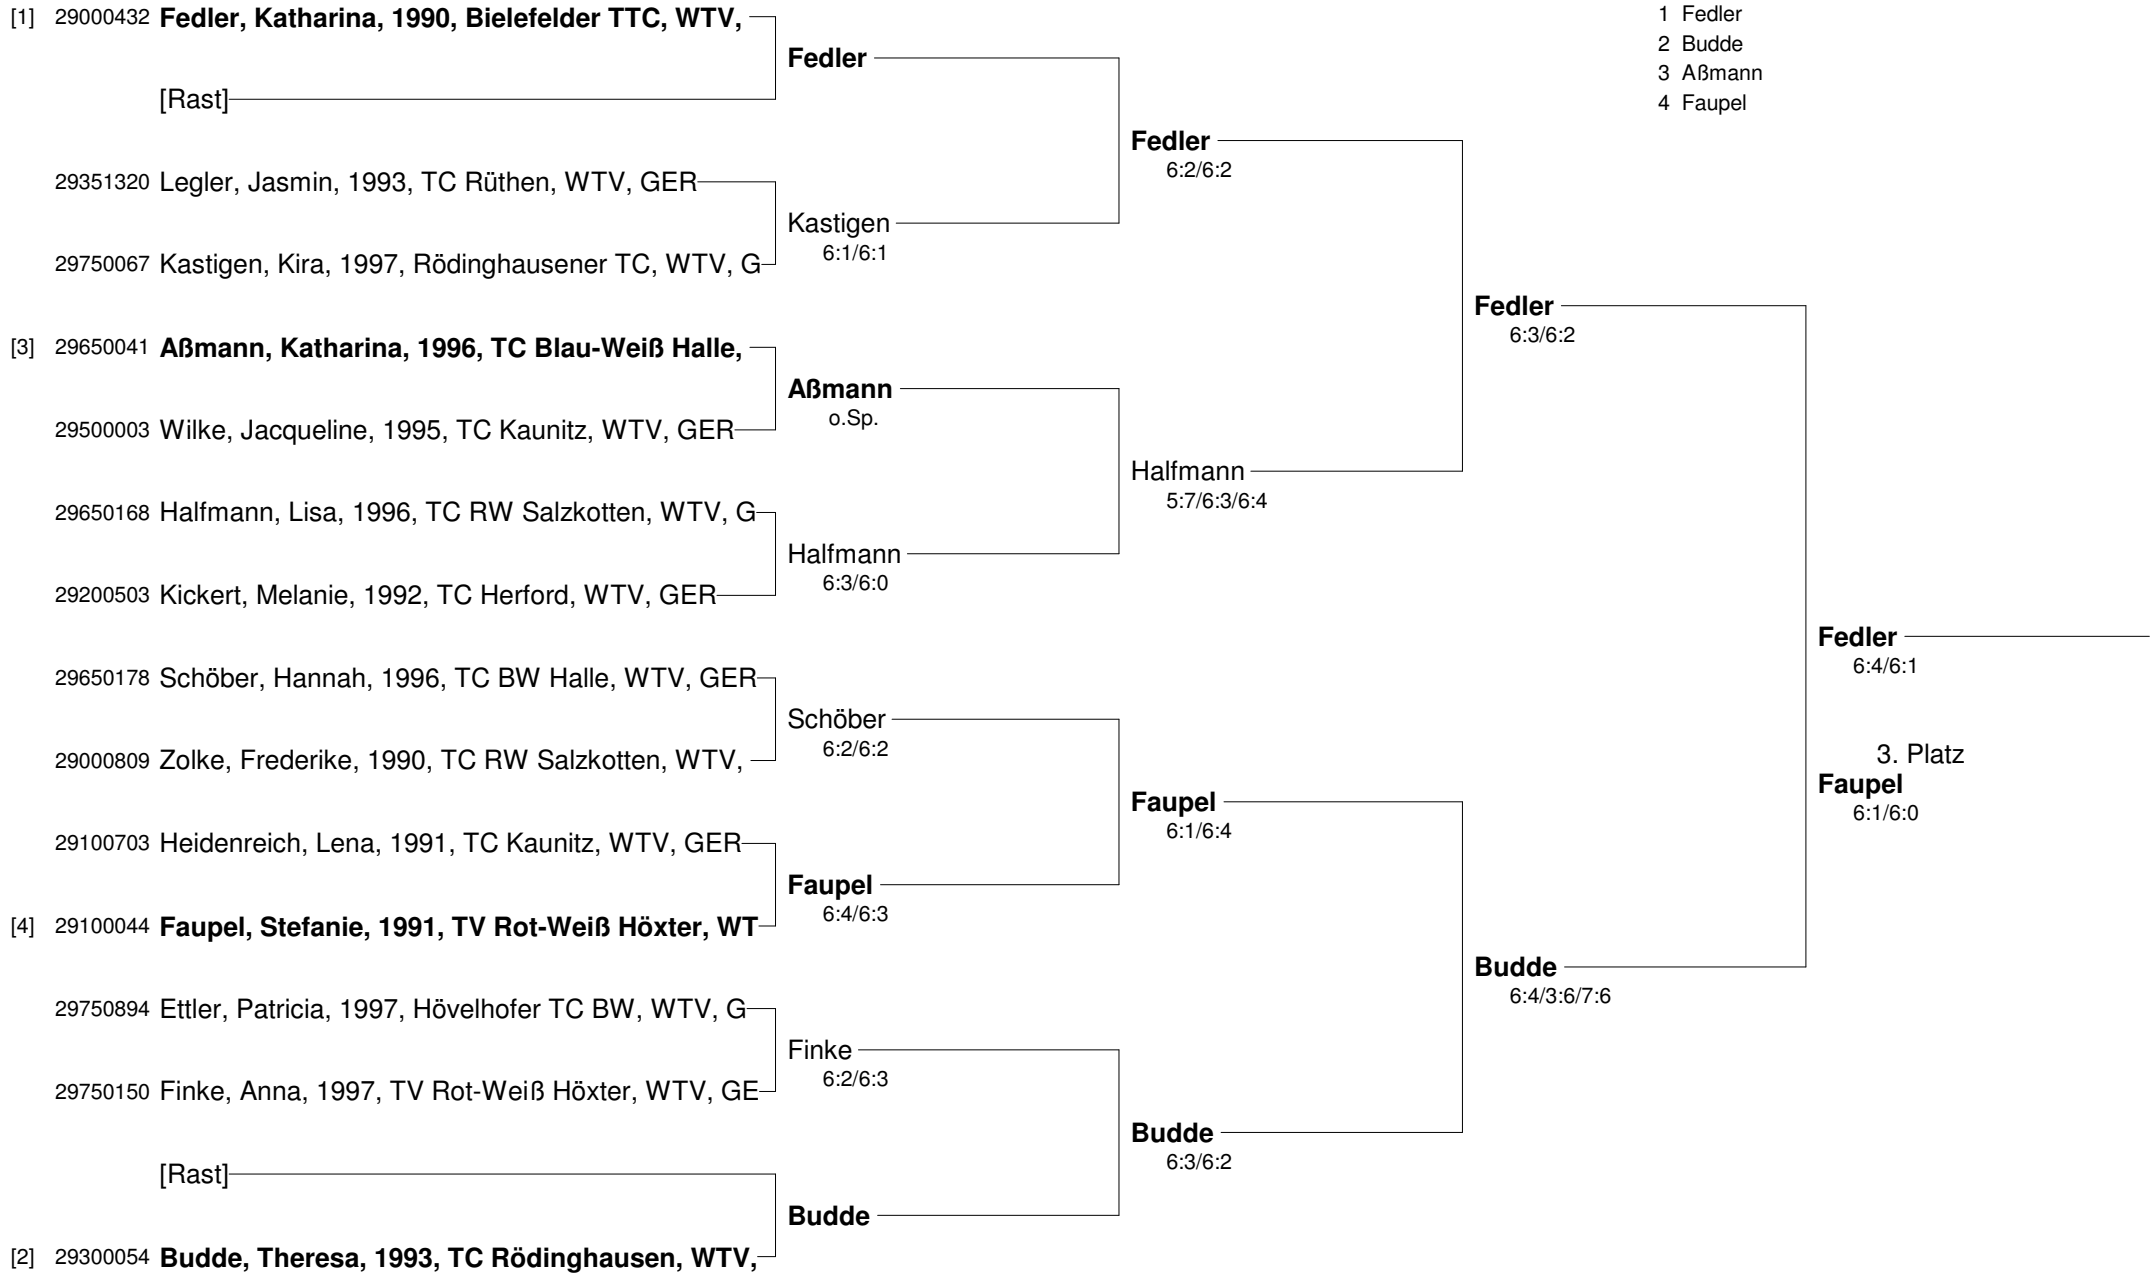 [1] 29000432 Fedler, Katharina, 1990, Bielefelder TTC, WTV,
[Rast]
29351320 Legler, Jasmin, 1993, TC Rüthen, WTV, GER
29750067 Kastigen, Kira, 1997, Rödinghausener TC, WTV, G
[3] 29650041 Aßmann, Katharina, 1996, TC Blau-Weiß Halle,
29500003 Wilke, Jacqueline, 1995, TC Kaunitz, WTV, GER
29650168 Halfmann, Lisa, 1996, TC RW Salzkotten, WTV, G
29200503 Kickert, Melanie, 1992, TC Herford, WTV, GER
29650178 Schöber, Hannah, 1996, TC BW Halle, WTV, GER
29000809 Zolke, Frederike, 1990, TC RW Salzkotten, WTV,
29100703 Heidenreich, Lena, 1991, TC Kaunitz, WTV, GER
[4] 29100044 Faupel, Stefanie, 1991, TV Rot-Weiß Höxter, WT
29750894 Ettler, Patricia, 1997, Hövelhofer TC BW, WTV, G
29750150 Finke, Anna, 1997, TV Rot-Weiß Höxter, WTV, GE
[Rast]
[2] 29300054 Budde, Theresa, 1993, TC Rödinghausen, WTV,
Fedler
Kastigen
6:1/6:1
Aßmann
o.Sp.
Halfmann
6:3/6:0
Schöber
6:2/6:2
Faupel
6:4/6:3
Finke
6:2/6:3
Budde
Fedler
6:2/6:2
Halfmann
5:7/6:3/6:4
Faupel
6:1/6:4
Budde
6:3/6:2
Fedler
6:3/6:2
Budde
6:4/3:6/7:6
Fedler
6:4/6:1
3. Platz
Faupel
6:1/6:0
1 Fedler
2 Budde
3 Aßmann
4 Faupel